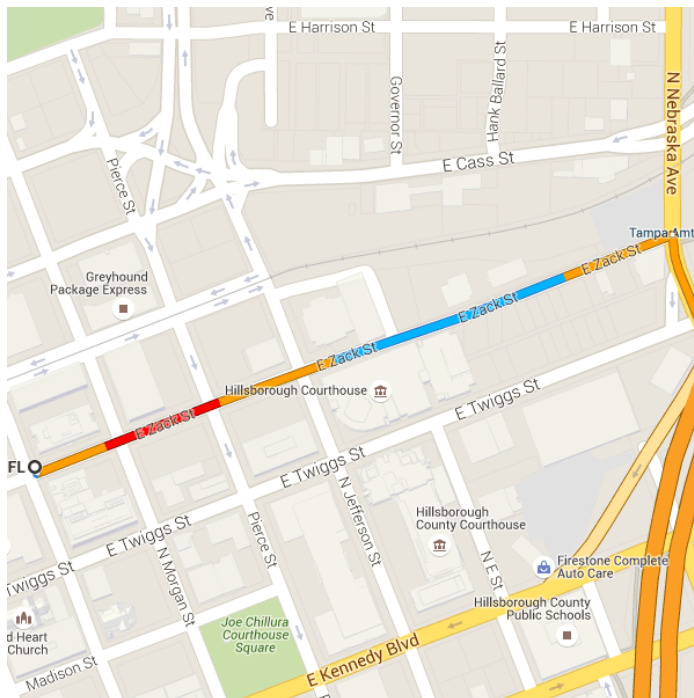 Ave
E Harrison St
E Harrison St
Governor St
Hank Ballard St
N Nebraska Ave
E Cass St
Pierce St
Tampa Amt
E Zack St
Greyhound
Package Express
E Zack St
E Zack St
Hillsborough Courthouse
E Twiggs St
E Zack St
FL
E Twiggs St
N Jefferson St
Hillsborough
County Courthouse
E Twiggs St
Pierce St
N Morgan St
N E St
Firestone Complete
Auto Care
Twiggs St
Hillsborough County
Public Schools
d Heart
Church
Joe Chillura
Courthouse
Square
E Kennedy Blvd
Madison St